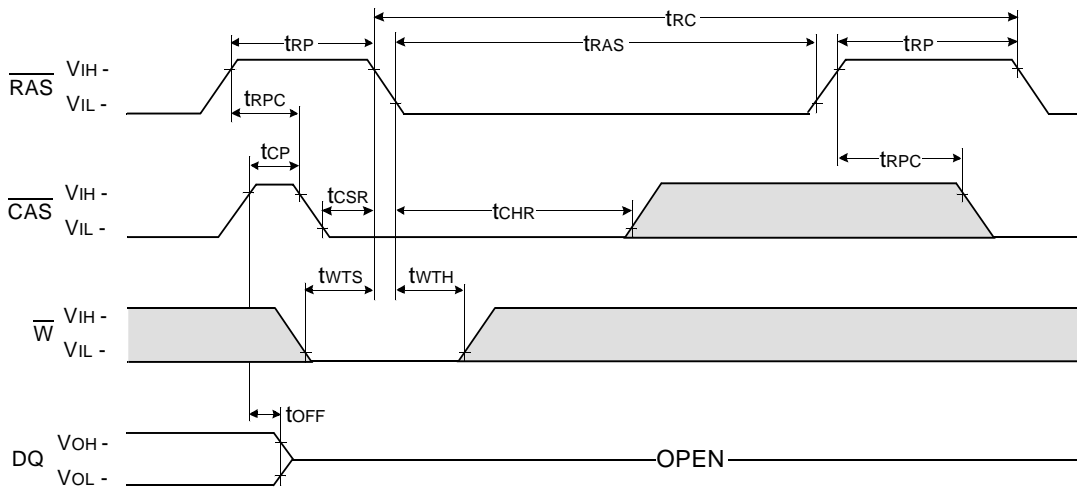 tRC
tRP tRAS tRP
RAS VIH -
VIL -
tRPC
tCP tRPC
CAS VIH -
VIL -
tCSR tCHR
tWTS tWTH
W VIH -
VIL -
tOFF
DQ VOH -
VOL -
OPEN